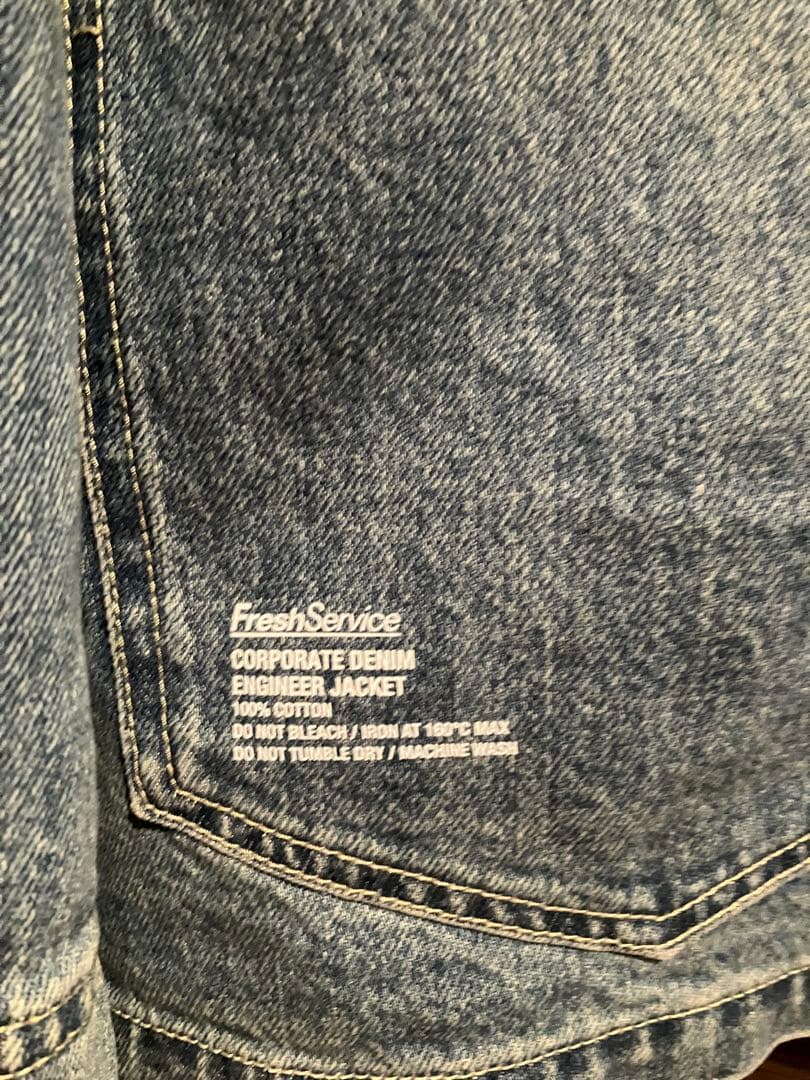 FreshService
CORPORATE DENIM
ENGINEER JACKET
100% COTTON
DO NOT BLEACH / IRON AT 160°C MAX
DO NOT TUMBLE DRY / MACHINE WASH